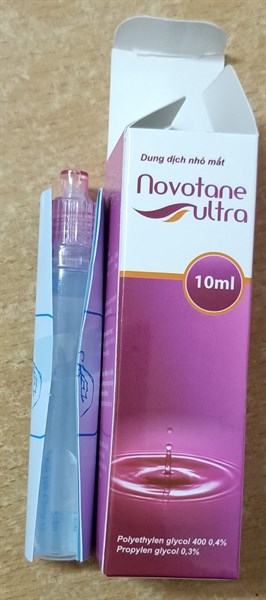 Dung dịch nhỏ mắt
novotane
ultra
10ml
Polyethylen glycol 400 0,4%
Propylen glycol 0,3%